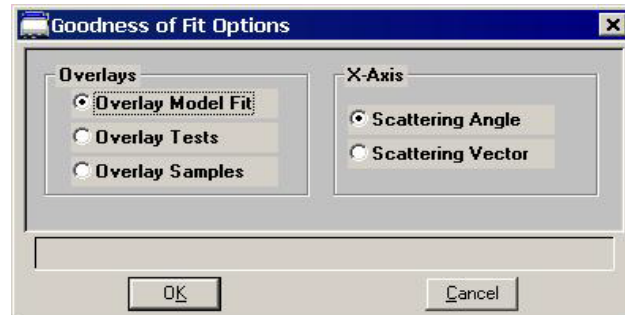 Goodness of Fit Options
Overlays
Overlay Model Fit
Overlay Tests
Overlay Samples
X-Axis
Scattering Angle
Scattering Vector
OK
Cancel